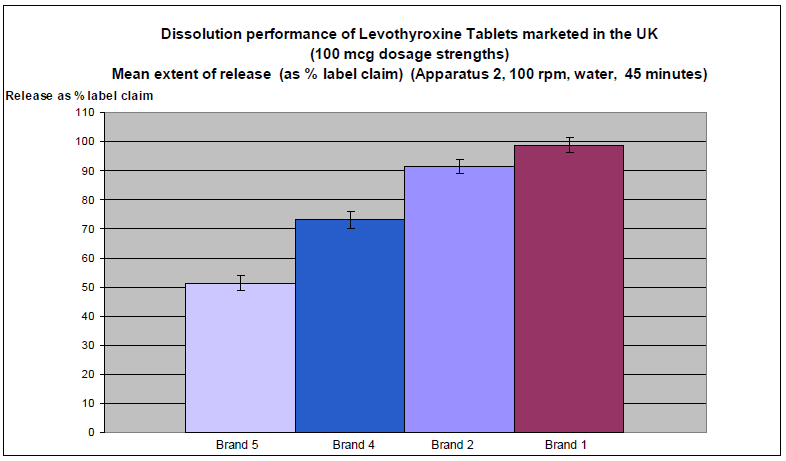 Dissolution performance of Levothyroxine Tablets marketed in the UK
(100 mcg dosage strengths)
Mean extent of release (as % label claim) (Apparatus 2, 100 rpm, water, 45 minutes)
Release as % label claim
110
100
90
80
70
60
50
40
30
20
10
0
Brand 5 Brand 4 Brand 2 Brand 1